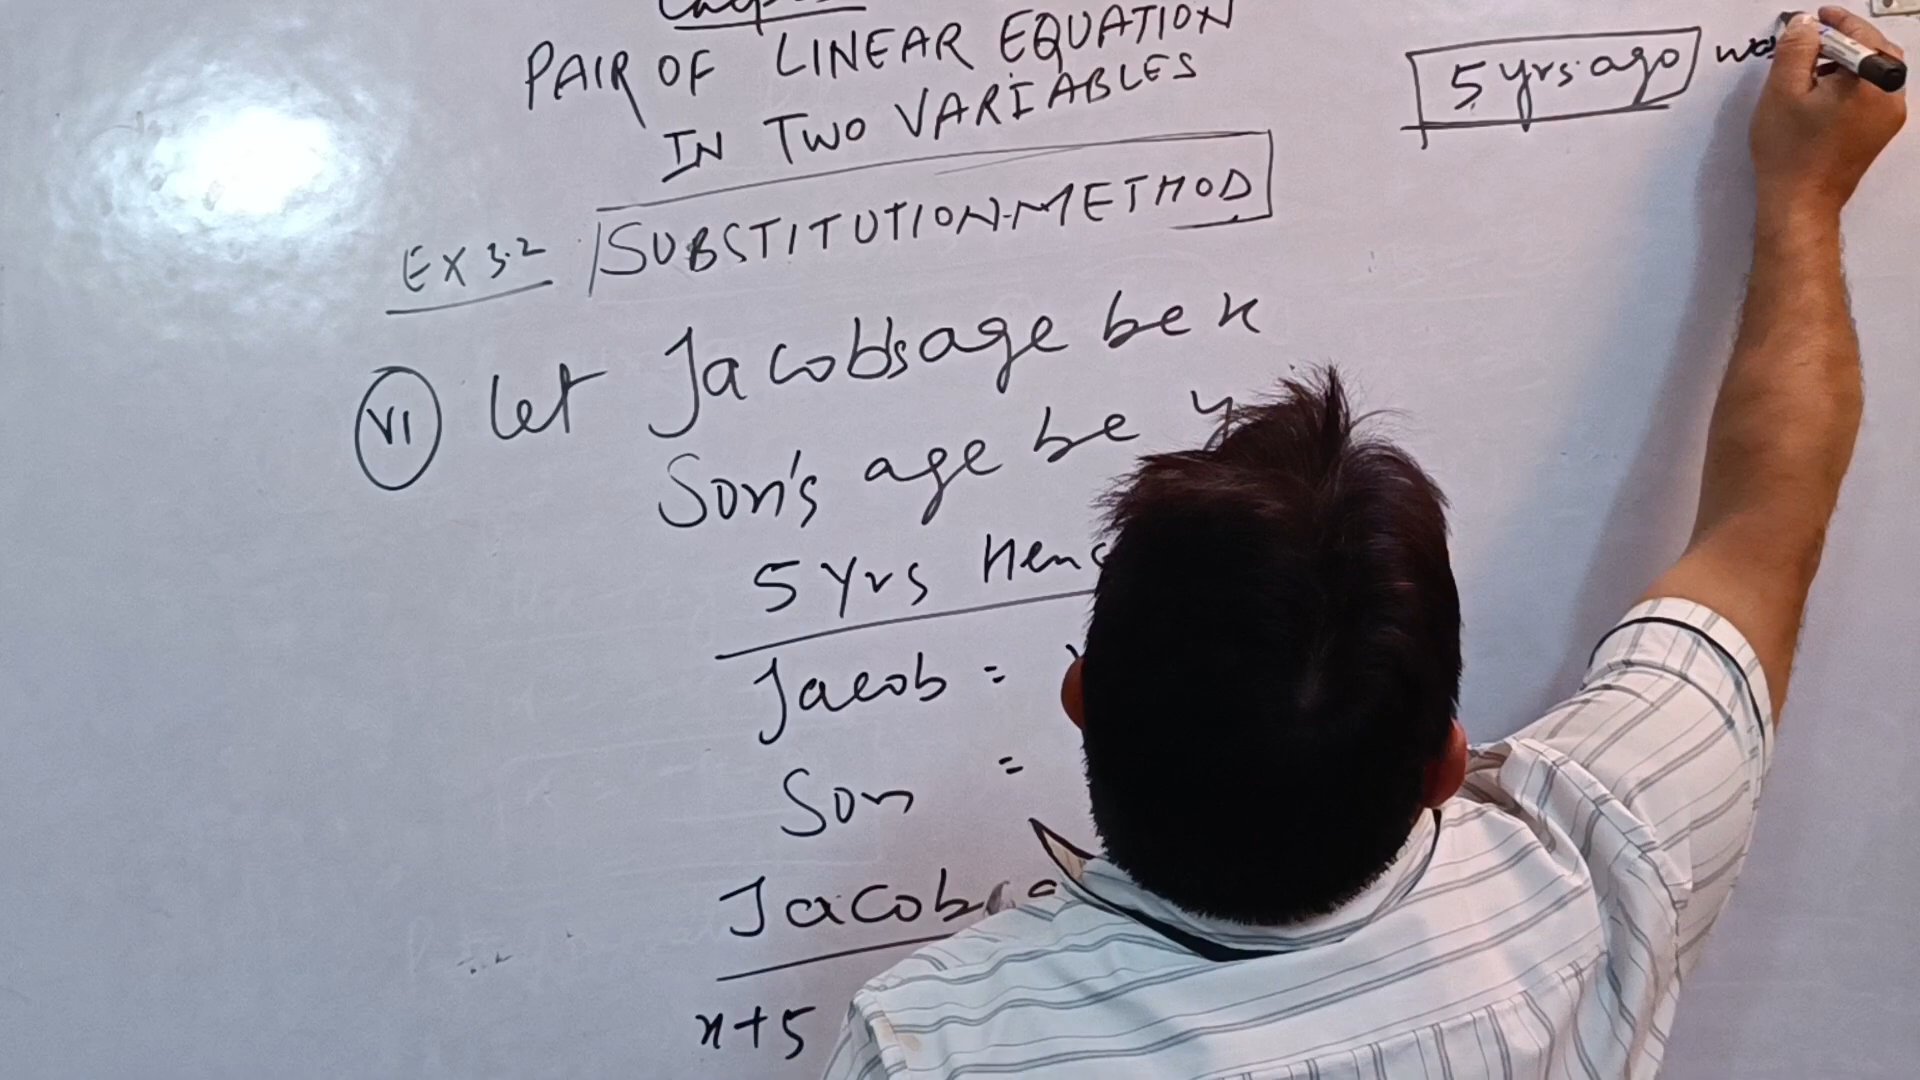 PAIR OF LINEAR EQUATION
IN TWO VARIABLES
EX 3.2 SUBSTITUTION METHOD
VI Let Jacob's age be x
Son's age be y
5 Yrs
Jacob =
Son =
Jacob
x+5
5 yrs ago